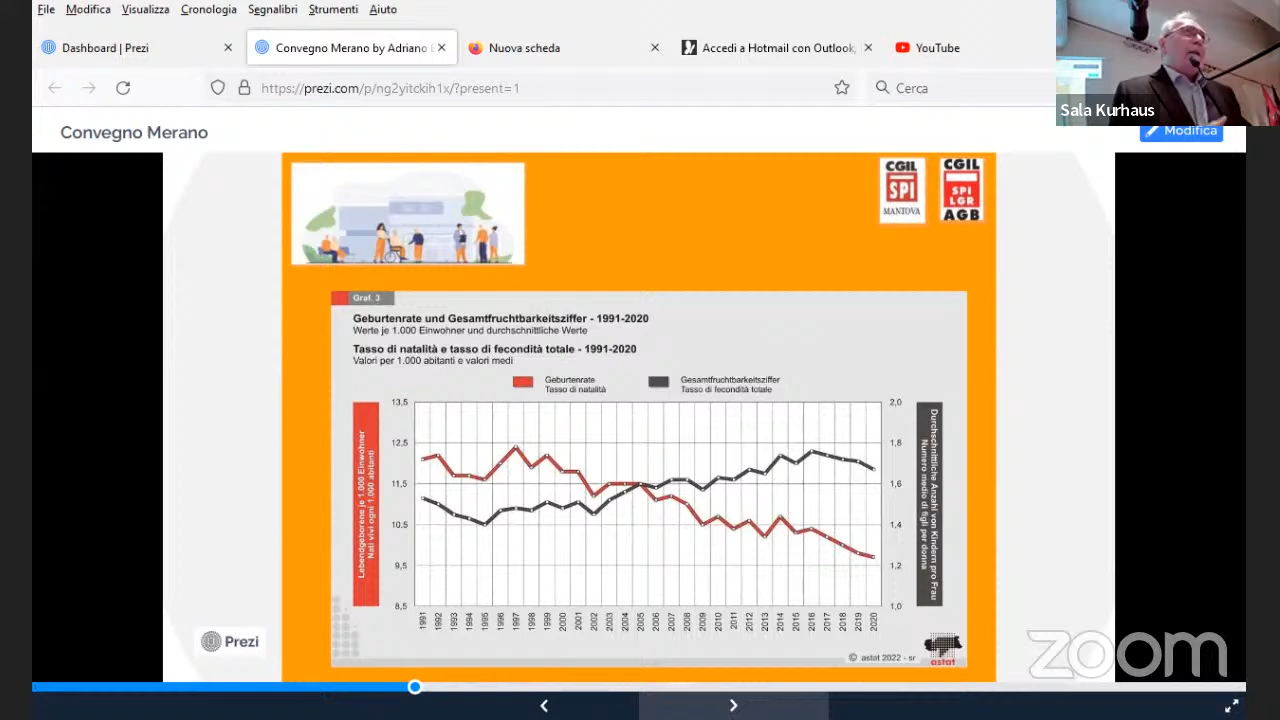 File Modifica Visualizza Cronologia Segnalibri Strumenti Aiuto
Dashboard | Prezi
Convegno Merano by Adriano
Nuova scheda
Accedi a Hotmail con Outlook,
YouTube
https://prezi.com/p/ng2yitckih1x/?present=1
Cerca
Sala Kurhaus
Convegno Merano
Modifica
CGIL
SPI
MANTOVA
CGIL
SPI
LGR
AGB
Graf. 3
Geburtenrate und Gesamtfruchtbarkeitsziffer - 1991-2020
Werte je 1.000 Einwohner und durchschnittliche Werte
Tasso di natalità e tasso di fecondità totale - 1991-2020
Valori per 1.000 abitanti e valori medi
Geburtenrate
Tasso di natalità
Gesamtfruchtbarkeitsziffer
Tasso di fecondità totale
Lebendgeborene je 1.000 Einwohner
Nati vivi ogni 1.000 abitanti
13,5
12,5
11,5
10,5
9,5
8,5
2,0
1,8
1,6
1,4
1,2
1,0
Durchschnittliche Anzahl von Kindern pro Frau
Numero medio di figli per donna
1991 1992 1993 1994 1995 1996 1997 1998 1999 2000 2001 2002 2003 2004 2005 2006 2007 2008 2009 2010 2011 2012 2013 2014 2015 2016 2017 2018 2019 2020
© astat 2022 - sr
astat
Prezi
zoom